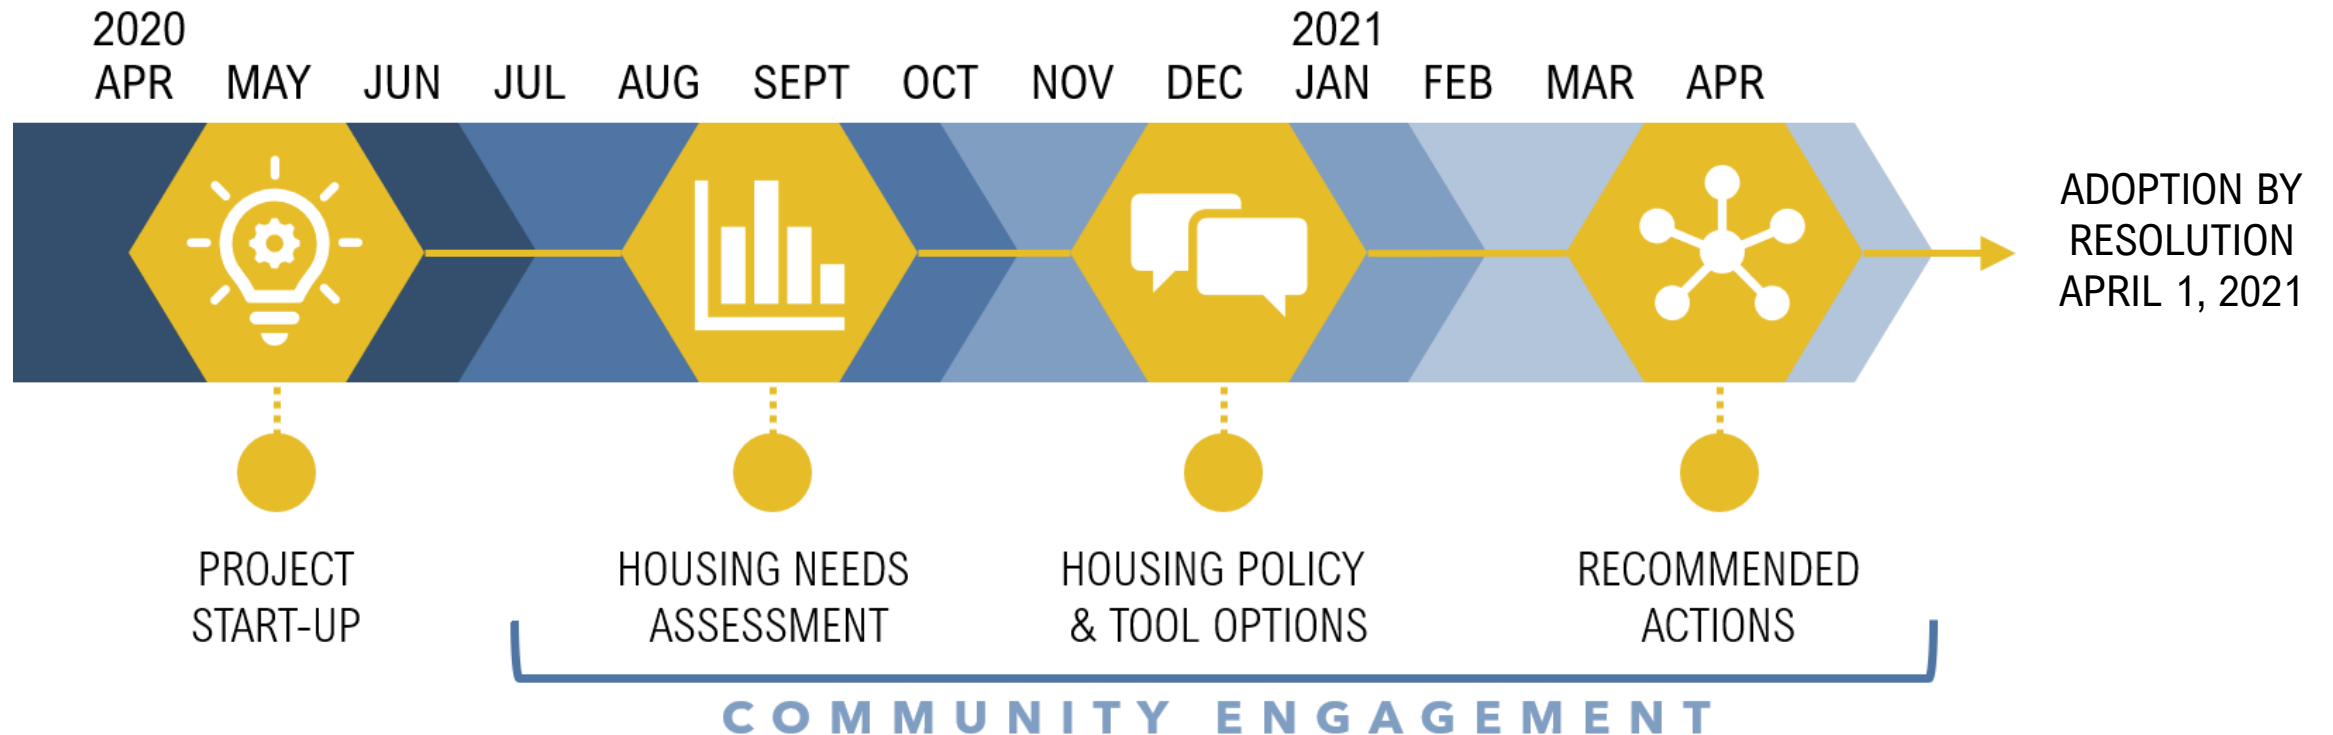 2020 2021
APR MAY JUN JUL AUG SEPT OCT NOV DEC JAN FEB MAR APR
ADOPTION BY
RESOLUTION
APRIL 1, 2021
PROJECT
START-UP
HOUSING NEEDS
ASSESSMENT
HOUSING POLICY
& TOOL OPTIONS
RECOMMENDED
ACTIONS
COMMUNITY ENGAGEMENT